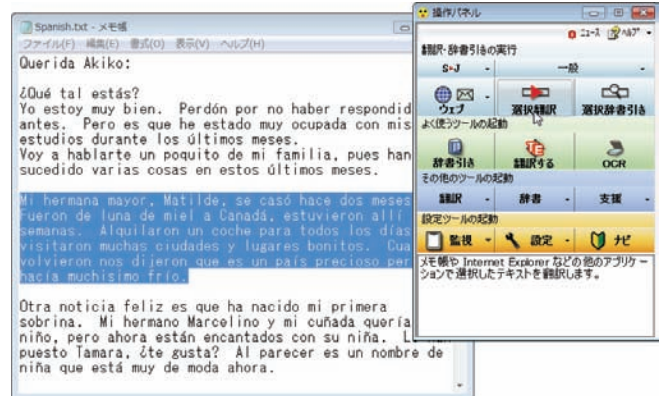 Spanish.txt - メモ帳
ファイル(F) 編集(E) 書式(O) 表示(V) ヘルプ(H)
Querida Akiko:
¿Qué tal estás?
Yo estoy muy bien. Perdón por no haber respondid
antes. Pero es que he estado muy ocupada con mis
estudios durante los últimos meses.
Voy a hablarte un poquito de mi familia, pues han
sucedido varias cosas en estos últimos meses.
Mi hermana mayor, Matilde, se casó hace dos meses
Fueron de luna de miel a Canadá, estuvieron allí
semanas. Alquilaron un coche para todos los días
visitaron muchas ciudades y lugares bonitos. Cua
volvieron nos dijeron que es un país precioso per
hacía muchísimo frío.
Otra noticia feliz es que ha nacido mi primera
sobrina. Mi hermano Marcelino y mi cuñada quería
niño, pero ahora están encantados con su niña. L
puesto Tamara, ¿te gusta? Al parecer es un nombre de
niña que está muy de moda ahora.
操作パネル
ニュース ヘルプ
翻訳・辞書引きの実行
S-J 一般
ウェブ 選択翻訳 選択辞書引き
よく使うツールの起動
辞書引き 翻訳する OCR
その他のツールの起動
翻訳 辞書 支援
設定ツールの起動
監視 設定 ナビ
メモ帳や Internet Explorer などの他のアプリケー
ションで選択したテキストを翻訳します。